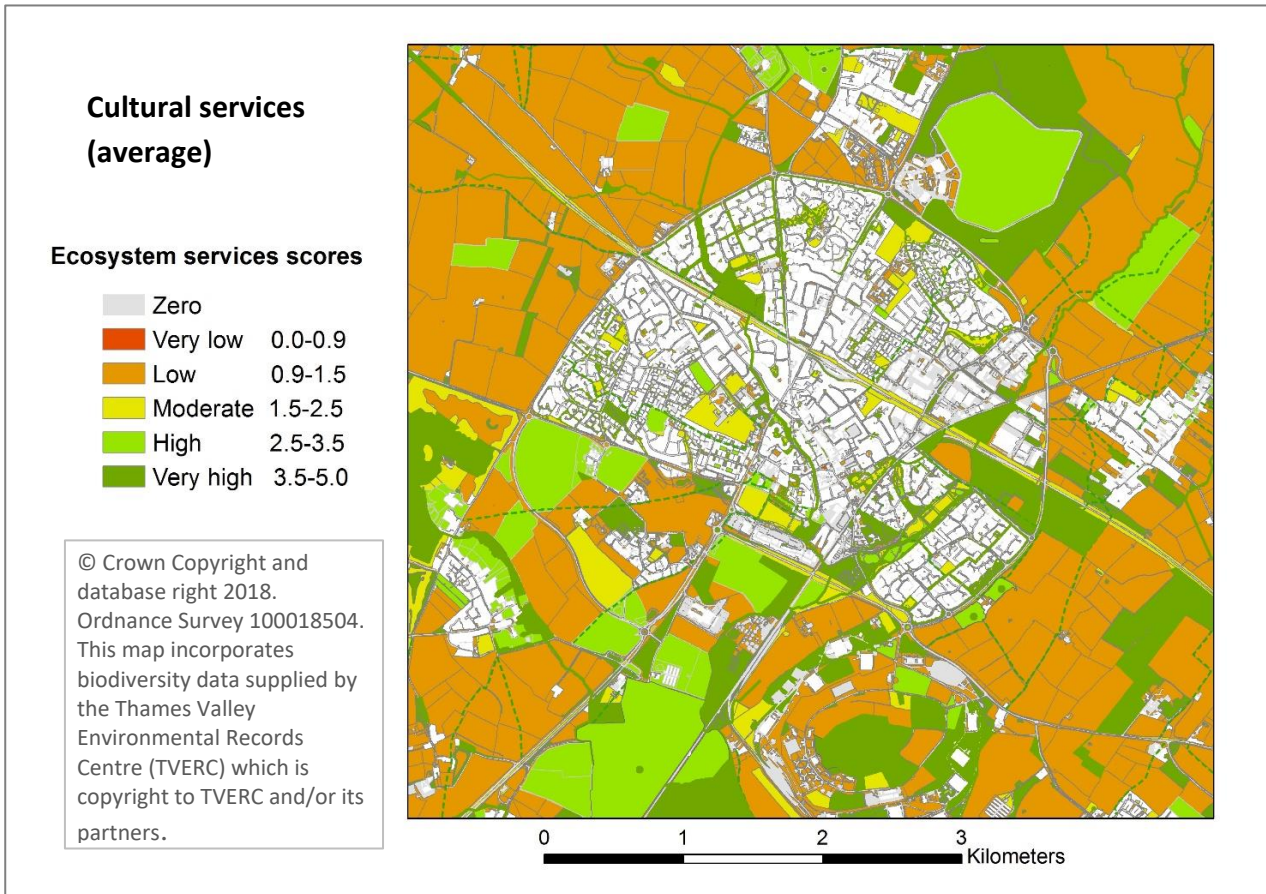 Cultural services
(average)
Ecosystem services scores
Zero
Very low 0.0-0.9
Low 0.9-1.5
Moderate 1.5-2.5
High 2.5-3.5
Very high 3.5-5.0
© Crown Copyright and
database right 2018.
Ordnance Survey 100018504.
This map incorporates
biodiversity data supplied by
the Thames Valley
Environmental Records
Centre (TVERC) which is
copyright to TVERC and/or its
partners.
0 1 2 3
Kilometers